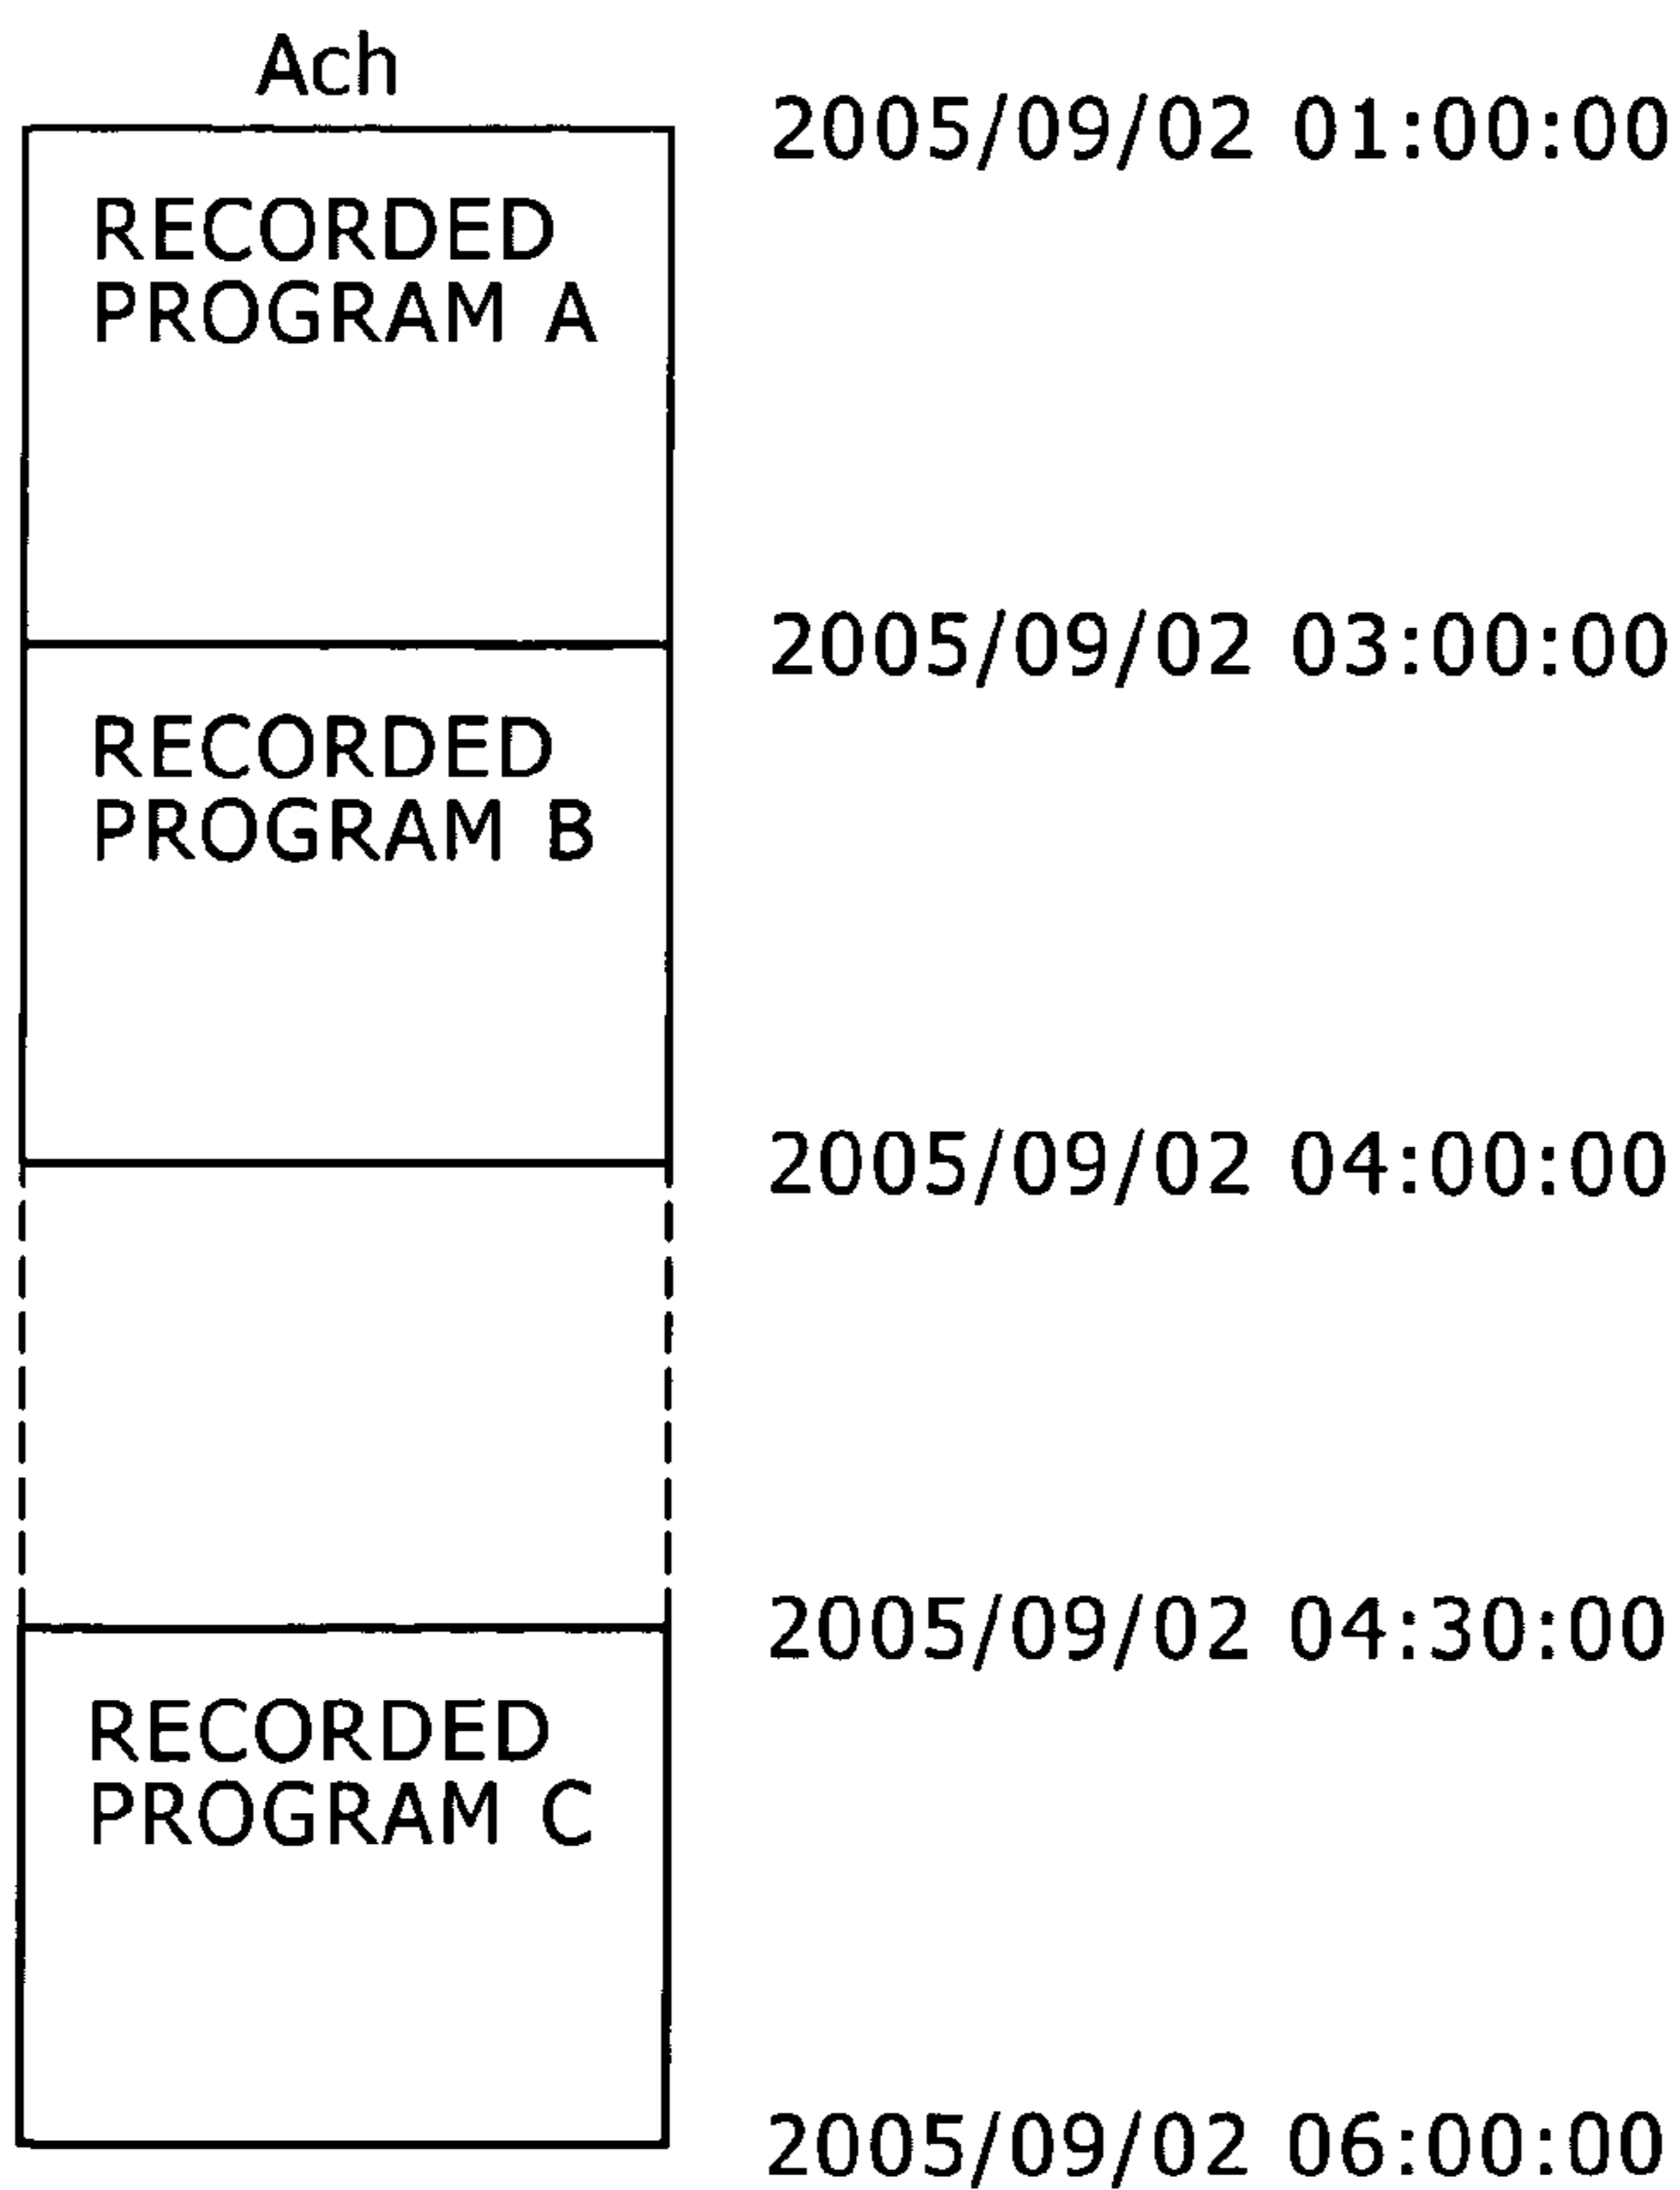 Ach
2005/09/02 01:00:00
RECORDED
PROGRAM A
2005/09/02 03:00:00
RECORDED
PROGRAM B
2005/09/02 04:00:00
2005/09/02 04:30:00
RECORDED
PROGRAM C
2005/09/02 06:00:00